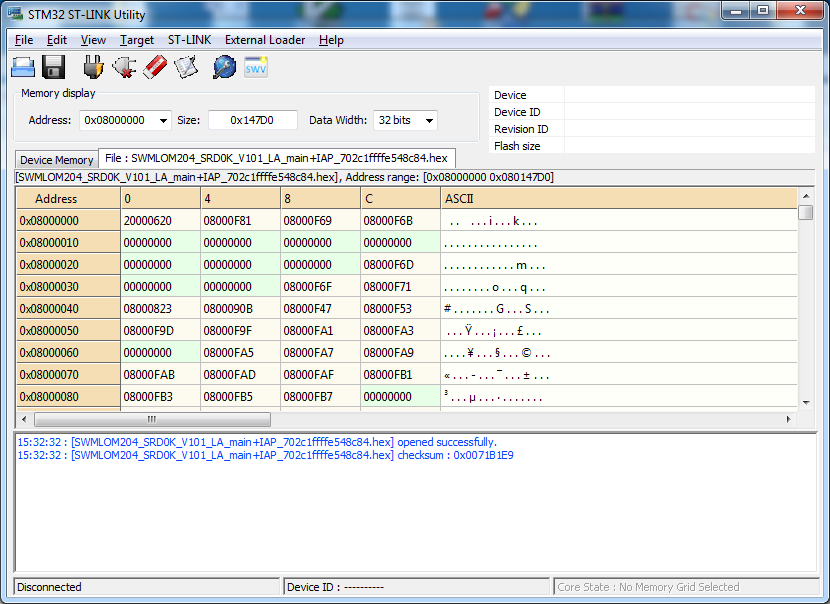 STM32 ST-LINK Utility
File Edit View Target ST-LINK External Loader Help
SWV
Memory display
Address: 0x08000000 Size: 0x147D0 Data Width: 32 bits
Device
Device ID
Revision ID
Flash size
Device Memory File : SWMLOM204_SRD0K_V101_LA_main+IAP_702c1ffffe548c84.hex
[SWMLOM204_SRD0K_V101_LA_main+IAP_702c1ffffe548c84.hex], Address range: [0x08000000 0x080147D0]
Address 0 4 8 C ASCII
0x08000000 20000620 08000F81 08000F69 08000F6B .. ...i...k...
0x08000010 00000000 00000000 00000000 00000000 ................
0x08000020 00000000 00000000 00000000 08000F6D ............m...
0x08000030 00000000 00000000 08000F6F 08000F71 ........o...q...
0x08000040 08000823 0800090B 08000F47 08000F53 #.......G...S...
0x08000050 08000F9D 08000F9F 08000FA1 08000FA3 ...Ÿ...¡...£...
0x08000060 00000000 08000FA5 08000FA7 08000FA9 ....¥...§...©...
0x08000070 08000FAB 08000FAD 08000FAF 08000FB1 «...-...¯...±...
0x08000080 08000FB3 08000FB5 08000FB7 00000000 ³...µ...·.......
15:32:32 : [SWMLOM204_SRD0K_V101_LA_main+IAP_702c1ffffe548c84.hex] opened successfully.
15:32:32 : [SWMLOM204_SRD0K_V101_LA_main+IAP_702c1ffffe548c84.hex] checksum : 0x0071B1E9
Disconnected Device ID : ---------- Core State : No Memory Grid Selected